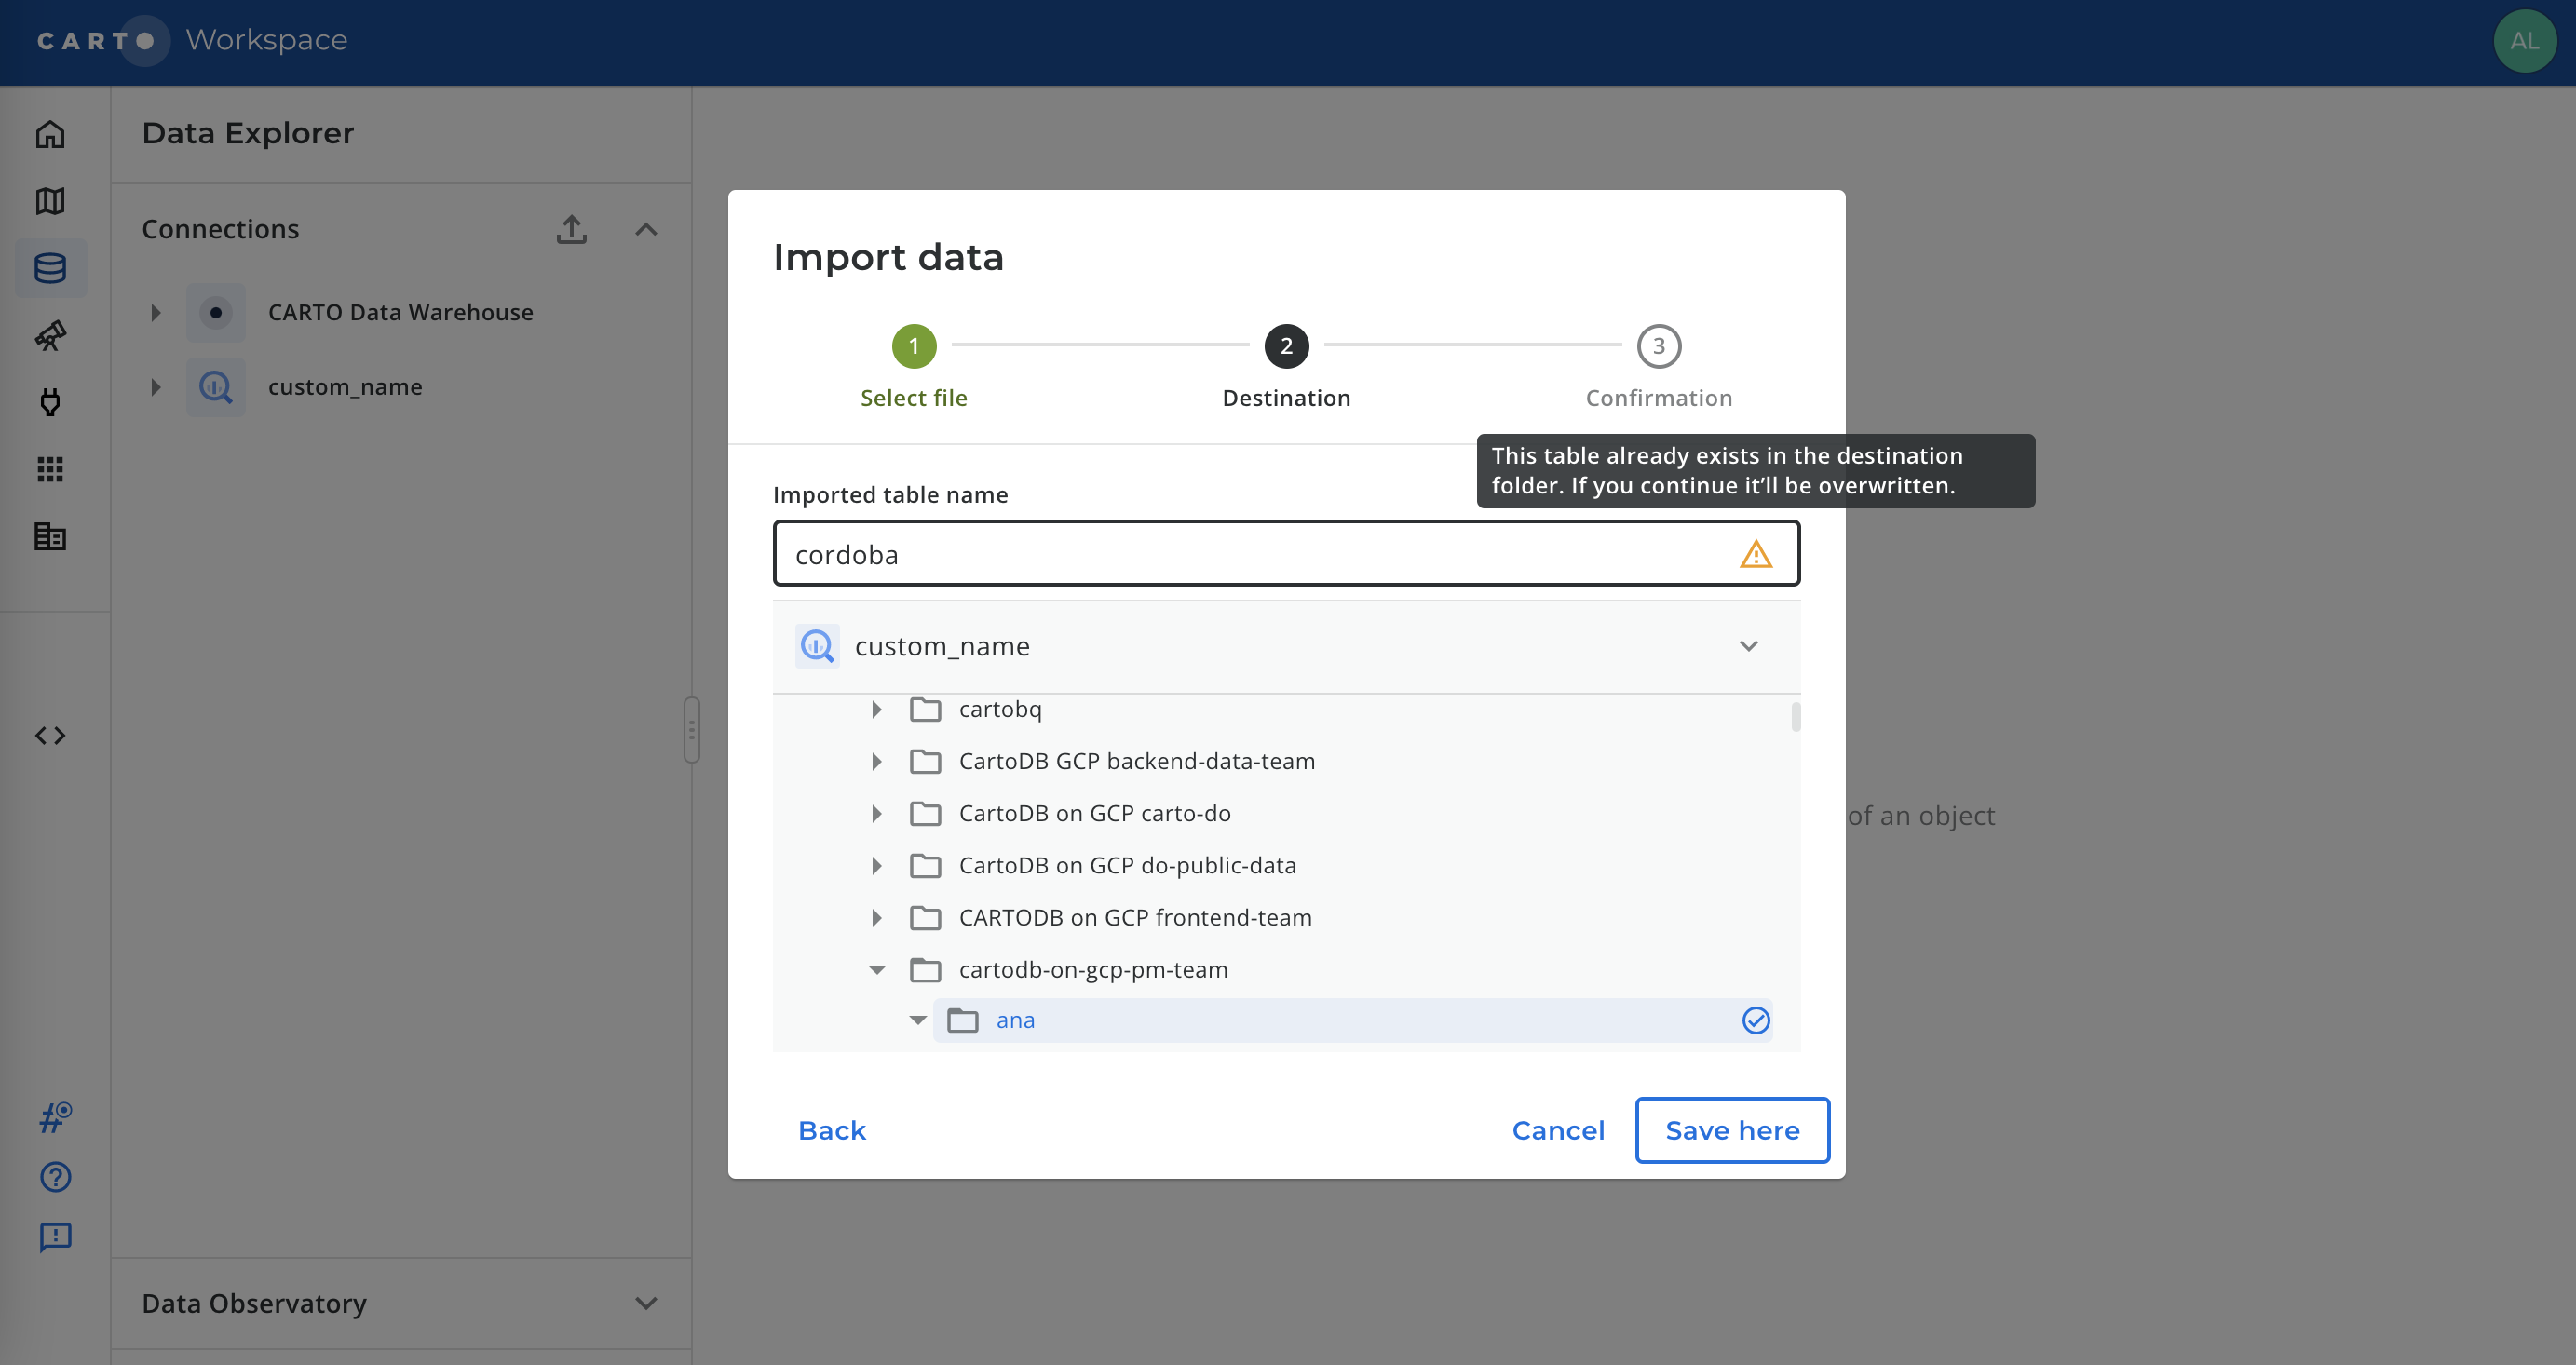 CARTO Workspace
AL
Data Explorer
Connections
CARTO Data Warehouse
custom_name
Data Observatory
Import data
1
2
3
Select file
Destination
Confirmation
This table already exists in the destination
folder. If you continue it’ll be overwritten.
Imported table name
cordoba
custom_name
cartobq
CartoDB GCP backend-data-team
CartoDB on GCP carto-do
CartoDB on GCP do-public-data
CARTODB on GCP frontend-team
cartodb-on-gcp-pm-team
ana
of an object
Back
Cancel
Save here